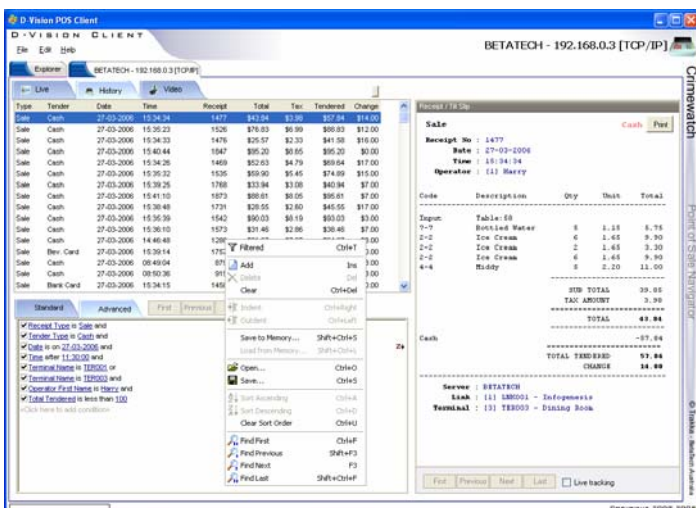 D-Vision POS Client
D-VISION CLIENT
File Edit Help
BETATECH - 192.168.0.3 [TCP/IP]
Explorer BETATECH - 192.168.0.3 [TCP/IP]
Live History Video
Type Tender Date Time Receipt Total Tax Tendered Change
Sale Cash 27-03-2006 15:34:34 1477 $43.84 $3.98 $57.84 $14.00
Sale Cash 27-03-2006 15:35:23 1526 $76.83 $6.99 $88.83 $12.00
Sale Cash 27-03-2006 15:34:33 1476 $25.57 $2.33 $41.58 $16.00
Sale Cash 27-03-2006 15:40:44 1847 $95.20 $8.65 $95.20 $0.00
Sale Cash 27-03-2006 15:34:26 1469 $52.63 $4.79 $69.64 $17.00
Sale Cash 27-03-2006 15:35:32 1535 $59.90 $5.45 $74.89 $15.00
Sale Cash 27-03-2006 15:39:25 1768 $33.94 $3.08 $40.94 $7.00
Sale Cash 27-03-2006 15:41:10 1873 $88.61 $8.05 $95.61 $7.00
Sale Cash 27-03-2006 15:38:48 1731 $28.55 $2.60 $45.55 $17.00
Sale Cash 27-03-2006 15:35:39 1542 $90.03 $8.19 $93.03 $3.00
Sale Cash 27-03-2006 15:36:10 1573 $31.46 $2.86 $38.46 $7.00
Sale Cash 27-03-2006 14:46:48
Sale Bev. Card 27-03-2006 15:39:14
Sale Cash 27-03-2006 08:49:04
Sale Cash 27-03-2006 08:50:36
Sale Bank Card 27-03-2006 15:34:15
Standard Advanced First Previous
Receipt Type is Sale and
Tender Type is Cash and
Date is on 27-03-2006 and
Time after 11:30:00 and
Terminal Name is TER001 or
Terminal Name is TER003 and
Operator First Name is Harry and
Total Tendered is less than 100
<Click here to add condition>
Filtered Ctrl+T
Add Ins
Delete Del
Clear Ctrl+Del
Indent Ctrl+Right
Outdent Ctrl+Left
Save to Memory... Shift+Ctrl+S
Load from Memory... Shift+Ctrl+L
Open... Ctrl+O
Save... Ctrl+S
Sort Ascending Ctrl+A
Sort Descending Ctrl+D
Clear Sort Order Ctrl+U
Find First Ctrl+F
Find Previous Shift+F3
Find Next F3
Find Last Shift+Ctrl+F
Receipt / Till Slip
Sale Cash Print
Receipt No : 1477
Date : 27-03-2006
Time : 15:34:34
Operator : [1] Harry
Code Description Qty Unit Total
Input Table:58
7-7 Bottled Water 5 1.15 5.75
2-2 Ice Cream 6 1.65 9.90
2-2 Ice Cream 2 1.65 3.30
2-2 Ice Cream 6 1.65 9.90
4-4 Middy 5 2.20 11.00
SUB TOTAL 39.85
TAX AMOUNT 3.98
TOTAL 43.84
Cash -57.84
TOTAL TENDERED 57.84
CHANGE 14.00
Server : BETATECH
Link : [1] LNK001 - Infogenesis
Terminal : [3] TER003 - Dining Room
First Previous Next Last Live tracking
Crimewatch
Point of Sale Navigator
© Trakka - BetaTech Australia